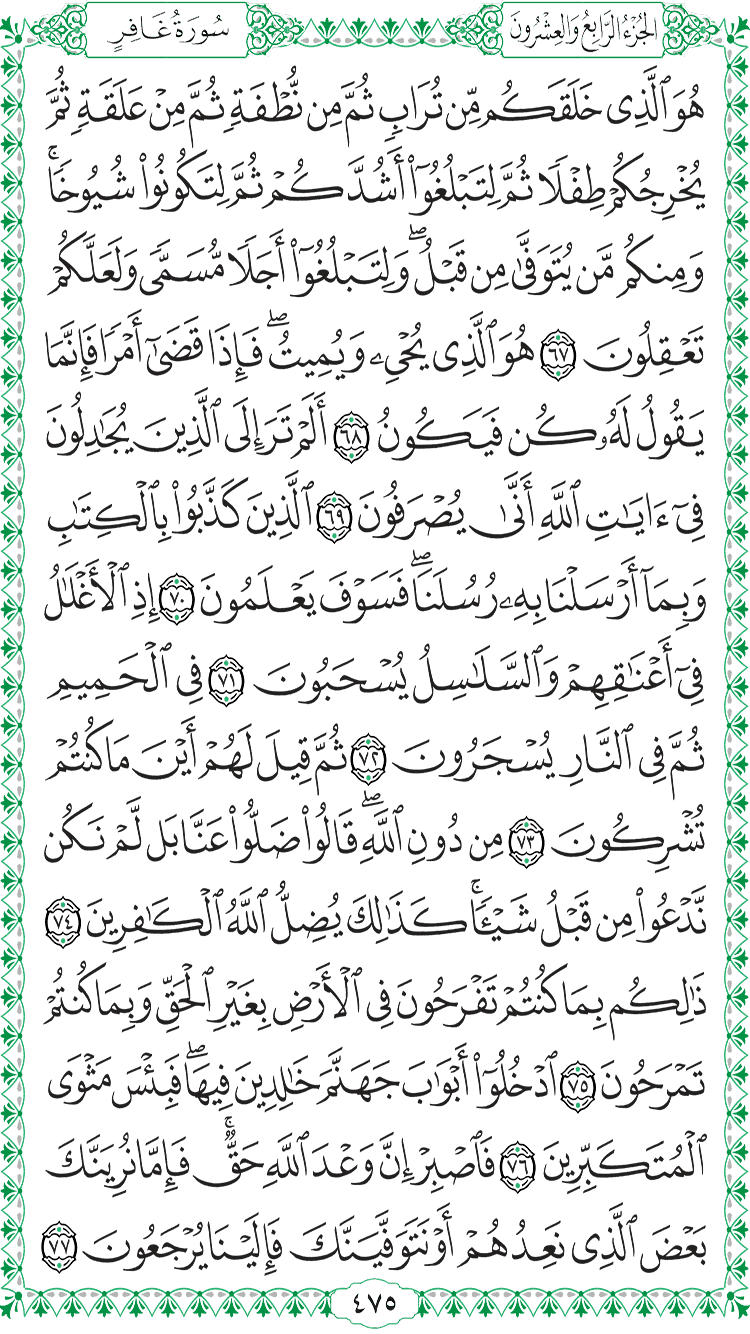 الجُزْءُ الرَّابِعُ وَالعِشْرُونَ
سُورَةُ غَافِرٍ
هُوَ ٱلَّذِى خَلَقَكُم مِّن تُرَابٖ ثُمَّ مِن نُّطۡفَةٖ ثُمَّ مِنۡ عَلَقَةٖ ثُمَّ
يُخۡرِجُكُمۡ طِفۡلٗا ثُمَّ لِتَبۡلُغُوٓاْ أَشُدَّكُمۡ ثُمَّ لِتَكُونُواْ شُيُوخٗاۚ
وَمِنكُم مَّن يُتَوَفَّىٰ مِن قَبۡلُۖ وَلِتَبۡلُغُوٓاْ أَجَلٗا مُّسَمّٗى وَلَعَلَّكُمۡ
تَعۡقِلُونَ ٦٧ هُوَ ٱلَّذِى يُحۡىِۦ وَيُمِيتُۖ فَإِذَا قَضَىٰٓ أَمۡرٗا فَإِنَّمَا
يَقُولُ لَهُۥ كُن فَيَكُونُ ٦٨ أَلَمۡ تَرَ إِلَى ٱلَّذِينَ يُجَٰدِلُونَ
فِىٓ ءَايَٰتِ ٱللَّهِ أَنَّىٰ يُصۡرَفُونَ ٦٩ ٱلَّذِينَ كَذَّبُواْ بِٱلۡكِتَٰبِ
وَبِمَآ أَرۡسَلۡنَا بِهِۦ رُسُلَنَاۖ فَسَوۡفَ يَعۡلَمُونَ ٧٠ إِذِ ٱلۡأَغۡلَٰلُ
فِىٓ أَعۡنَٰقِهِمۡ وَٱلسَّلَٰسِلُ يُسۡحَبُونَ ٧١ فِى ٱلۡحَمِيمِ
ثُمَّ فِى ٱلنَّارِ يُسۡجَرُونَ ٧٢ ثُمَّ قِيلَ لَهُمۡ أَيۡنَ مَا كُنتُمۡ
تُشۡرِكُونَ ٧٣ مِن دُونِ ٱللَّهِۖ قَالُواْ ضَلُّواْ عَنَّا بَل لَّمۡ نَكُن
نَّدۡعُواْ مِن قَبۡلُ شَيۡـٔٗاۚ كَذَٰلِكَ يُضِلُّ ٱللَّهُ ٱلۡكَٰفِرِينَ ٧٤
ذَٰلِكُم بِمَا كُنتُمۡ تَفۡرَحُونَ فِى ٱلۡأَرۡضِ بِغَيۡرِ ٱلۡحَقِّ وَبِمَا كُنتُمۡ
تَمۡرَحُونَ ٧٥ ٱدۡخُلُوٓاْ أَبۡوَٰبَ جَهَنَّمَ خَٰلِدِينَ فِيهَاۖ فَبِئۡسَ مَثۡوَى
ٱلۡمُتَكَبِّرِينَ ٧٦ فَٱصۡبِرۡ إِنَّ وَعۡدَ ٱللَّهِ حَقّٞۚ فَإِمَّا نُرِيَنَّكَ
بَعۡضَ ٱلَّذِى نَعِدُهُمۡ أَوۡ نَتَوَفَّيَنَّكَ فَإِلَيۡنَا يُرۡجَعُونَ ٧٧
٤٧٥